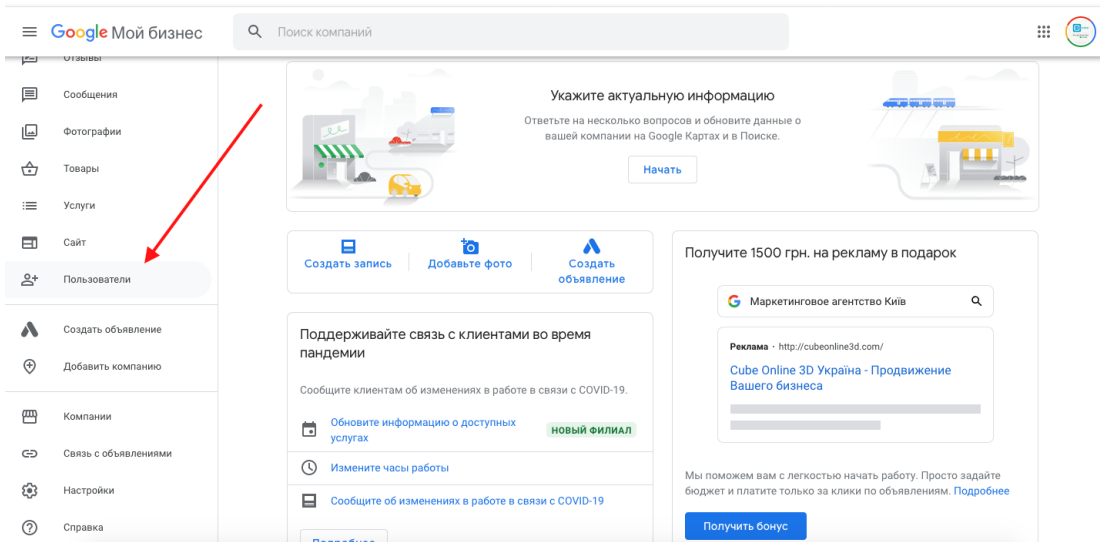 Google Мой бизнес
Поиск компаний
Отзывы
Сообщения
Фотографии
Товары
Услуги
Сайт
Пользователи
Создать объявление
Добавить компанию
Компании
Связь с объявлениями
Настройки
Справка
Укажите актуальную информацию
Ответьте на несколько вопросов и обновите данные о
вашей компании на Google Картах и в Поиске.
Начать
Создать запись
Добавьте фото
Создать
объявление
Поддерживайте связь с клиентами во время
пандемии
Сообщите клиентам об изменениях в работе в связи с COVID-19.
Обновите информацию о доступных
услугах
НОВЫЙ ФИЛИАЛ
Измените часы работы
Сообщите об изменениях в работе в связи с COVID-19
Подробнее
Получите 1500 грн. на рекламу в подарок
Маркетинговое агентство Київ
Реклама · http://cubeonline3d.com/
Cube Online 3D Україна - Продвижение
Вашего бизнеса
Мы поможем вам с легкостью начать работу. Просто задайте
бюджет и платите только за клики по объявлениям. Подробнее
Получить бонус